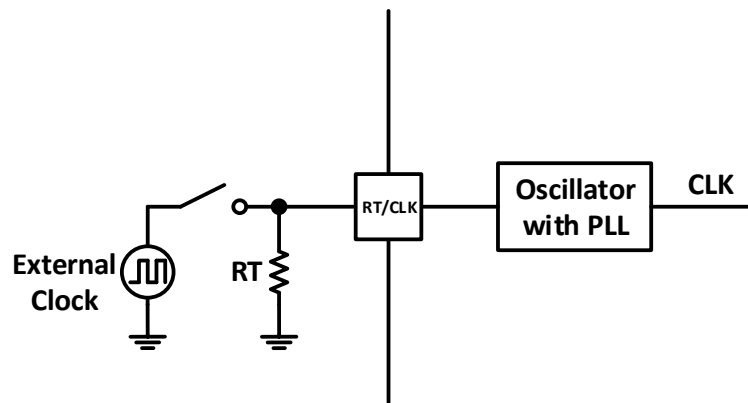 External
Clock
RT
RT/CLK
Oscillator
with PLL
CLK